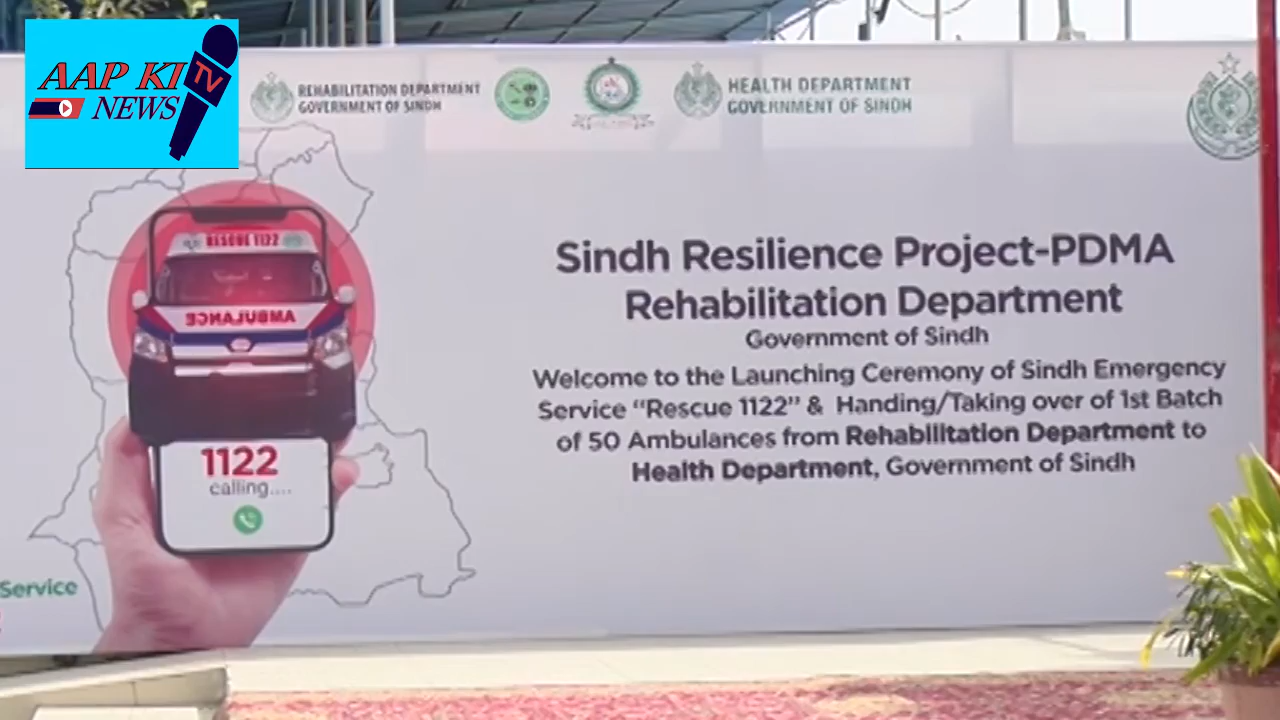 AAP KI
TV
NEWS
REHABILITATION DEPARTMENT
GOVERNMENT OF SINDH
HEALTH DEPARTMENT
GOVERNMENT OF SINDH
RESCUE 1122
AMBULANCE
1122
calling....
Service
Sindh Resilience Project-PDMA
Rehabilitation Department
Government of Sindh
Welcome to the Launching Ceremony of Sindh Emergency
Service “Rescue 1122” & Handing/Taking over of 1st Batch
of 50 Ambulances from Rehabilitation Department to
Health Department, Government of Sindh